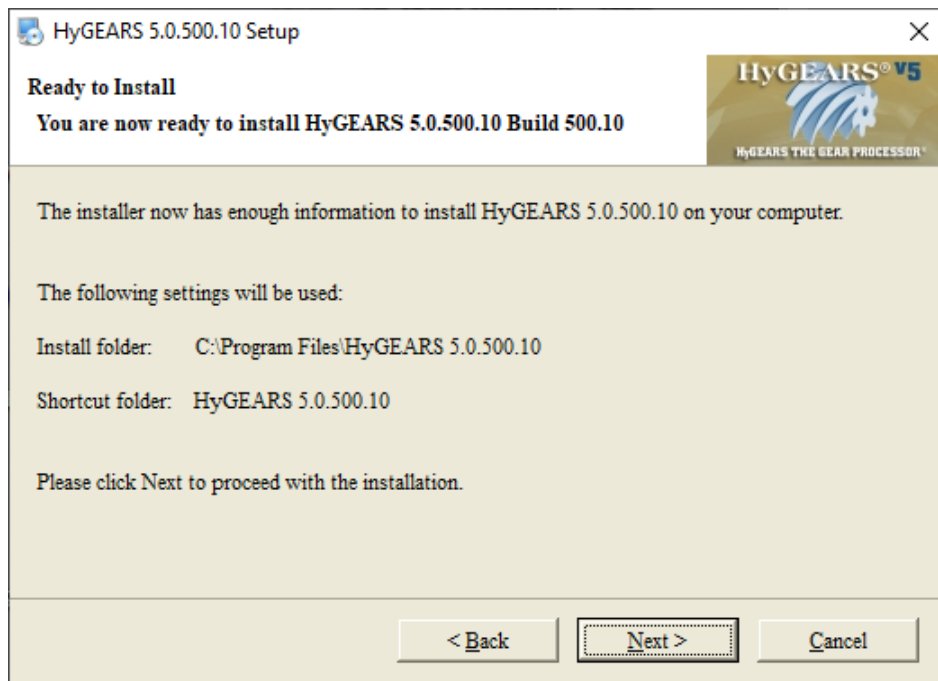 HyGEARS 5.0.500.10 Setup
Ready to Install
You are now ready to install HyGEARS 5.0.500.10 Build 500.10
HyGEARS® V5
HyGEARS THE GEAR PROCESSOR®
The installer now has enough information to install HyGEARS 5.0.500.10 on your computer.
The following settings will be used:
Install folder: C:\Program Files\HyGEARS 5.0.500.10
Shortcut folder: HyGEARS 5.0.500.10
Please click Next to proceed with the installation.
< Back Next > Cancel